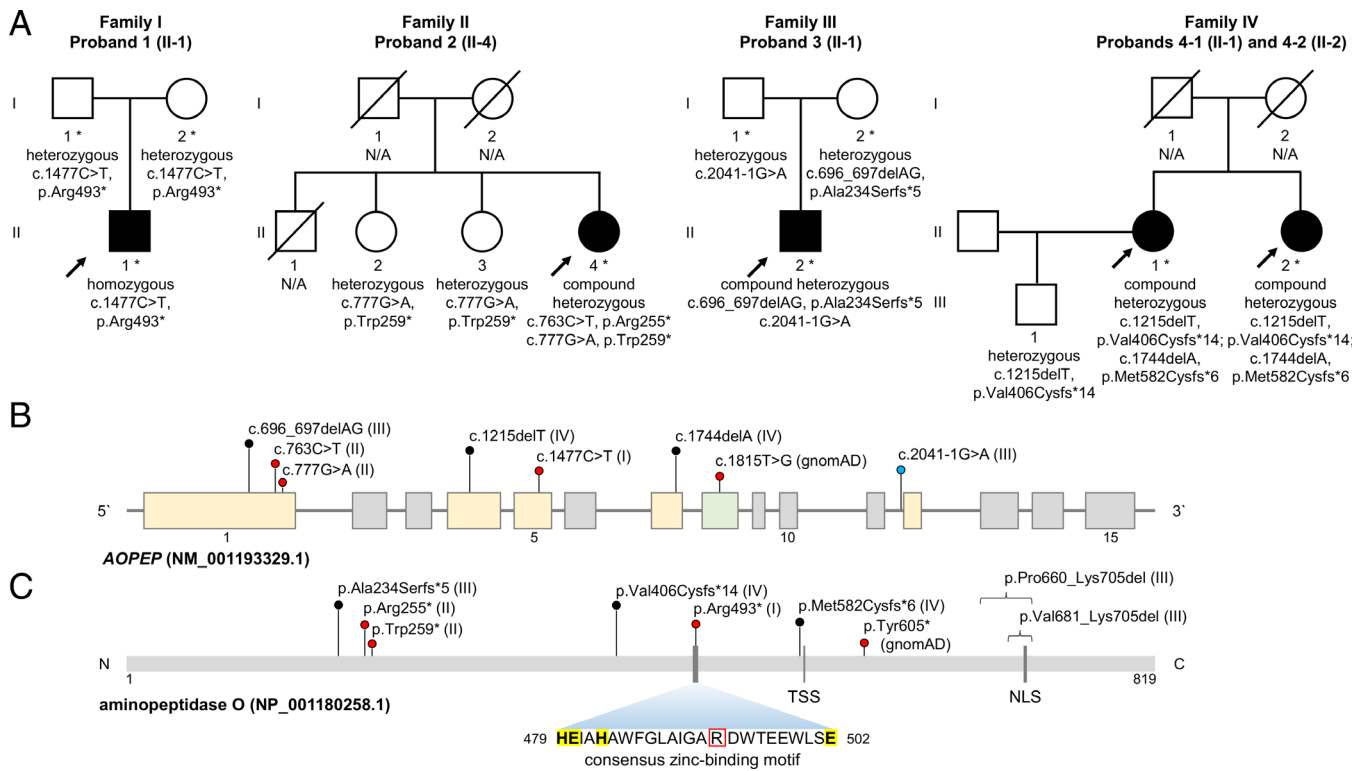 A
Family I
Proband 1 (II-1)
Family II
Proband 2 (II-4)
Family III
Proband 3 (II-1)
Family IV
Probands 4-1 (II-1) and 4-2 (II-2)
I
1 *
heterozygous
c.1477C>T,
p.Arg493*
2 *
heterozygous
c.1477C>T,
p.Arg493*
II
1 *
homozygous
c.1477C>T,
p.Arg493*
I
1
N/A
2
N/A
II
1
N/A
2
heterozygous
c.777G>A,
p.Trp259*
3
heterozygous
c.777G>A,
p.Trp259*
4 *
compound
heterozygous
c.763C>T, p.Arg255*
c.777G>A, p.Trp259*
I
1 *
heterozygous
c.2041-1G>A
2 *
heterozygous
c.696_697delAG,
p.Ala234Serfs*5
II
2 *
compound heterozygous
c.696_697delAG, p.Ala234Serfs*5
c.2041-1G>A
I
1
N/A
2
N/A
II
1 *
compound
heterozygous
c.1215delT,
p.Val406Cysfs*14;
c.1744delA,
p.Met582Cysfs*6
2 *
compound
heterozygous
c.1215delT,
p.Val406Cysfs*14;
c.1744delA,
p.Met582Cysfs*6
III
1
heterozygous
c.1215delT,
p.Val406Cysfs*14
B
c.696_697delAG (III)
c.763C>T (II)
c.777G>A (II)
c.1215delT (IV)
c.1477C>T (I)
c.1744delA (IV)
c.1815T>G (gnomAD)
c.2041-1G>A (III)
5`
3`
1
5
10
15
AOPEP (NM_001193329.1)
C
p.Ala234Serfs*5 (III)
p.Arg255* (II)
p.Trp259* (II)
p.Val406Cysfs*14 (IV)
p.Arg493* (I)
p.Met582Cysfs*6 (IV)
p.Tyr605*
(gnomAD)
p.Pro660_Lys705del (III)
p.Val681_Lys705del (III)
N
C
1
819
TSS
NLS
aminopeptidase O (NP_001180258.1)
479 HEIAHAWFGLAIGARDWTEEWLSE 502
consensus zinc-binding motif